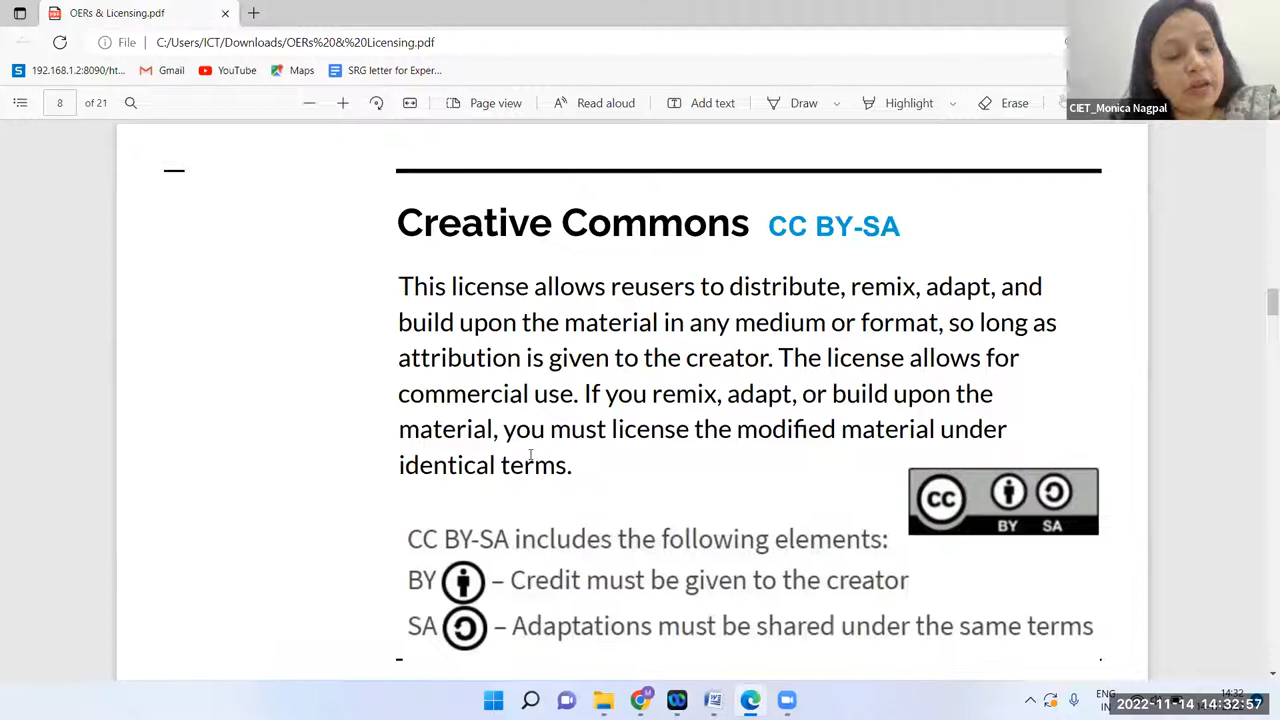 OERs & Licensing.pdf
File C:/Users/ICT/Downloads/OERs%20&%20Licensing.pdf
192.168.1.2:8090/ht... Gmail YouTube Maps SRG letter for Exper...
8 of 21 Page view Read aloud Add text Draw Highlight Erase
CIET_Monica Nagpal
Creative Commons CC BY-SA
This license allows reusers to distribute, remix, adapt, and
build upon the material in any medium or format, so long as
attribution is given to the creator. The license allows for
commercial use. If you remix, adapt, or build upon the
material, you must license the modified material under
identical terms.
cc BY SA
CC BY-SA includes the following elements:
BY – Credit must be given to the creator
SA – Adaptations must be shared under the same terms
ENG
IN
14:32
2022-11-14 14:32:57